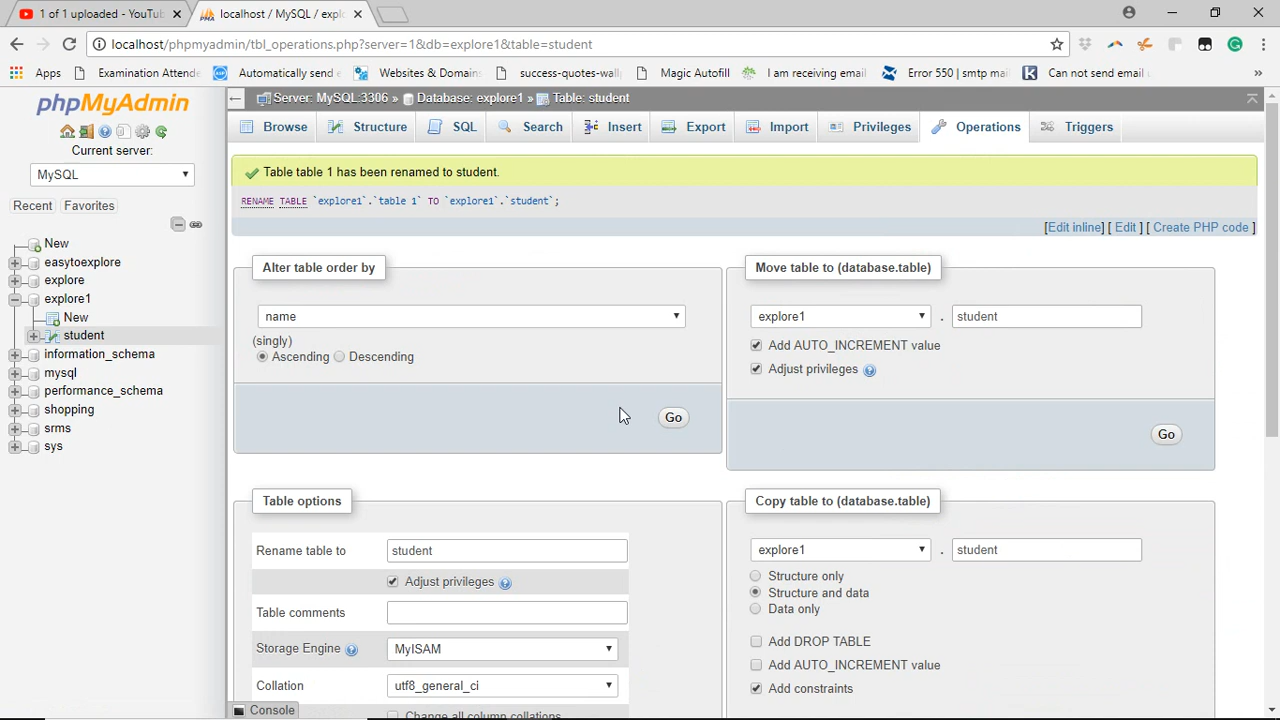 1 of 1 uploaded - YouTu
localhost / MySQL / expl
localhost/phpmyadmin/tbl_operations.php?server=1&db=explore1&table=student
Apps
Examination Attend
Automatically send e
Websites & Domains
success-quotes-wall
Magic Autofill
I am receiving email
Error 550 | smtp mai
Can not send email
»
phpMyAdmin
Current server:
MySQL
Recent
Favorites
New
easytoexplore
explore
explore1
New
student
information_schema
mysql
performance_schema
shopping
srms
sys
Server: MySQL:3306 » Database: explore1 » Table: student
Browse
Structure
SQL
Search
Insert
Export
Import
Privileges
Operations
Triggers
Table table 1 has been renamed to student.
RENAME TABLE `explore1`.`table 1` TO `explore1`.`student`;
[Edit inline] [ Edit ] [ Create PHP code ]
Alter table order by
name
(singly)
Ascending Descending
Go
Move table to (database.table)
explore1 . student
Add AUTO_INCREMENT value
Adjust privileges
Go
Table options
Rename table to student
Adjust privileges
Table comments
Storage Engine MyISAM
Collation utf8_general_ci
Change all column collations
Copy table to (database.table)
explore1 . student
Structure only
Structure and data
Data only
Add DROP TABLE
Add AUTO_INCREMENT value
Add constraints
Console